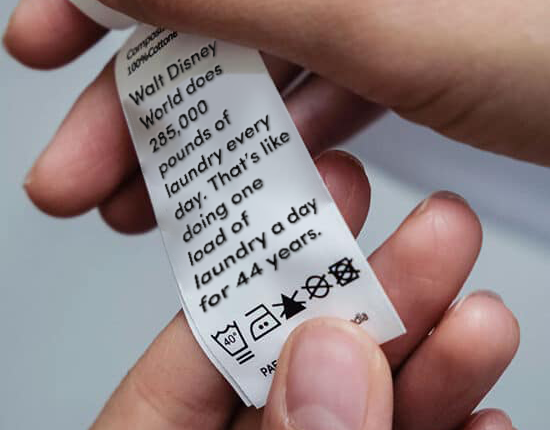 100%Cotton
Walt Disney
World does
285,000
pounds of
laundry every
day. That's like
doing one
load of
laundry a day
for 44 years.
40°